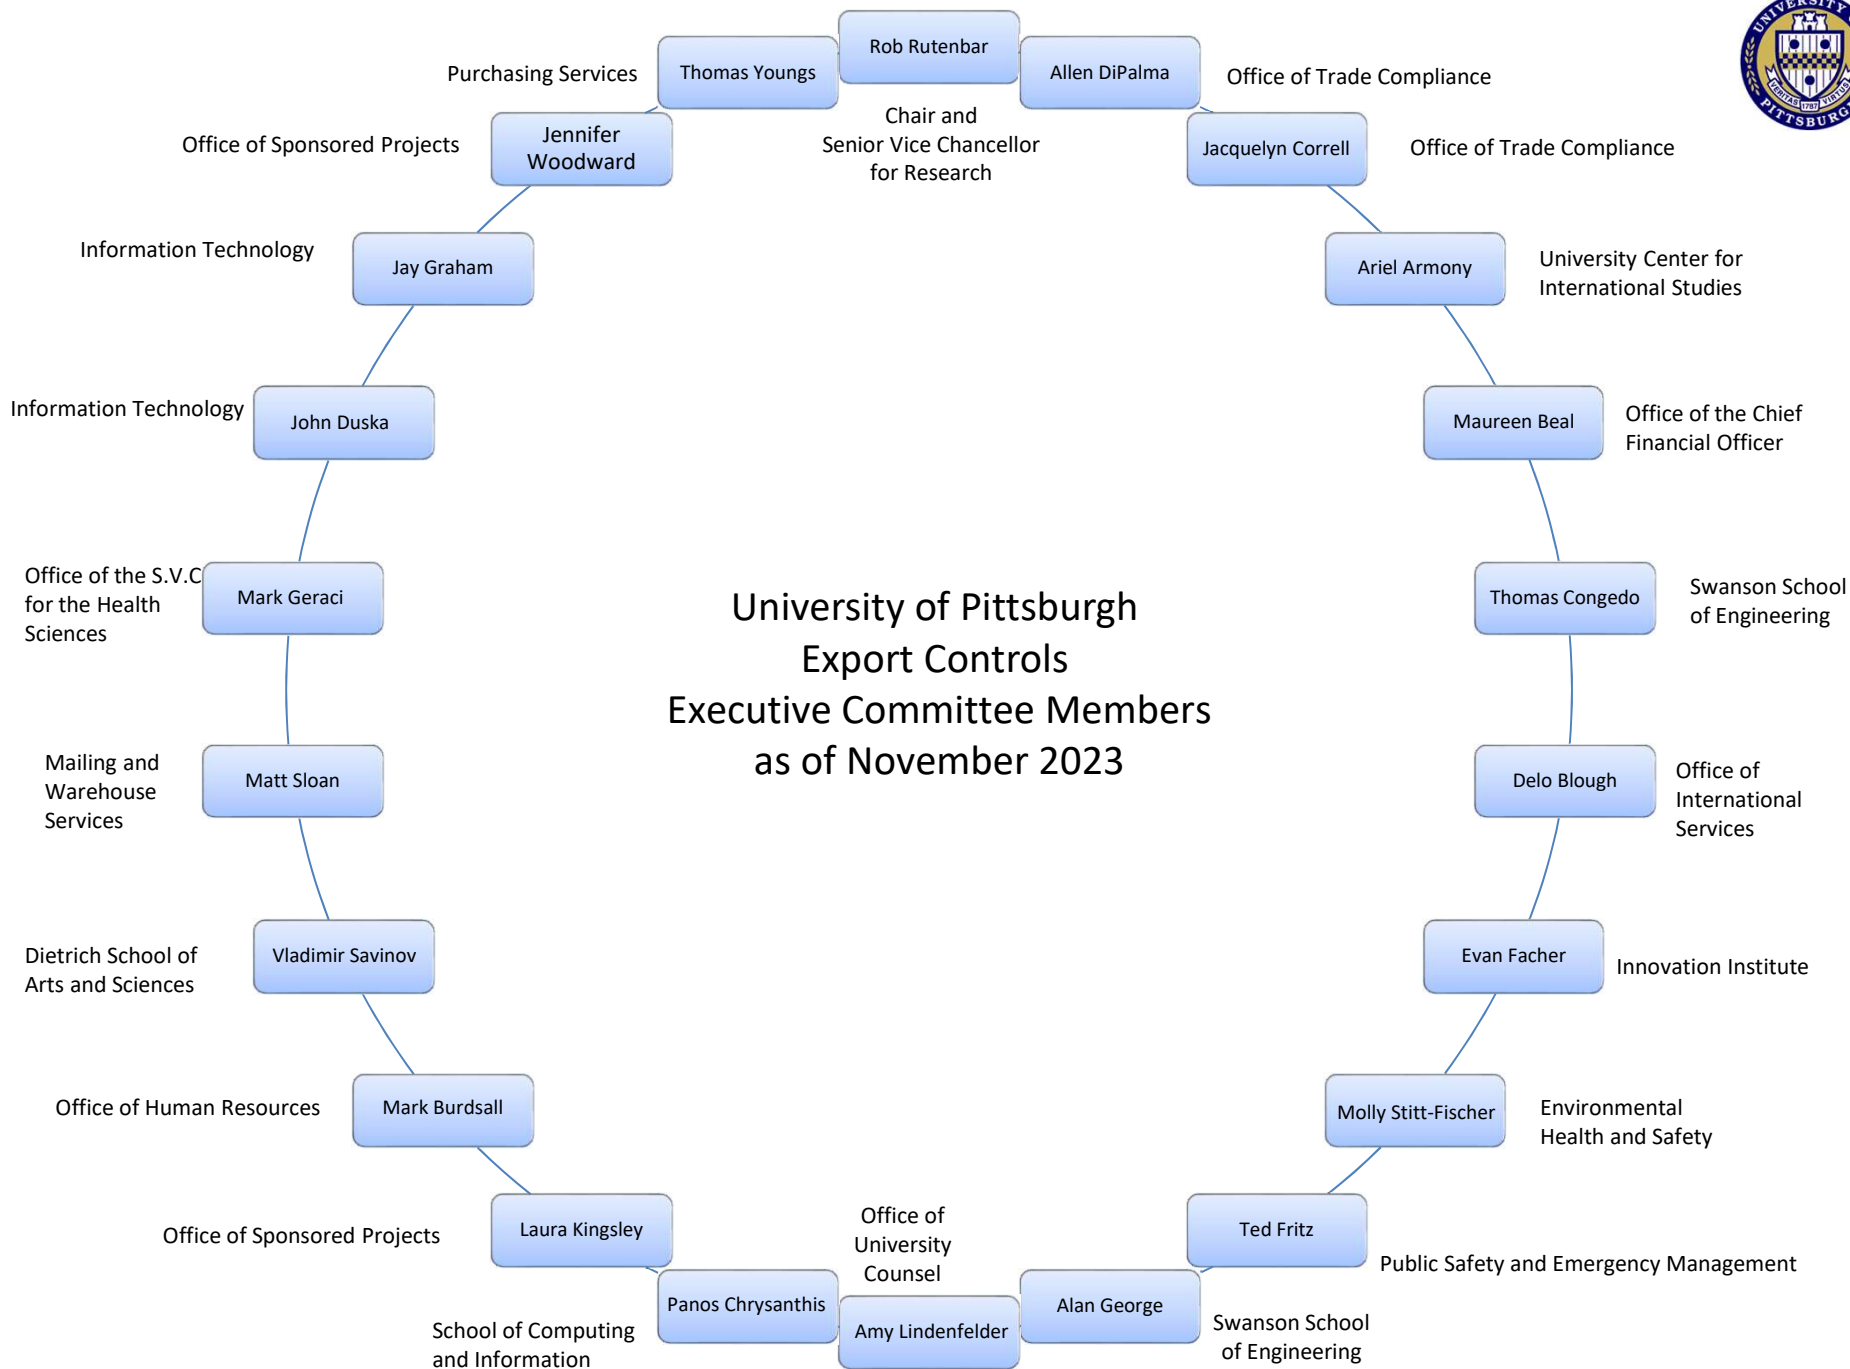 Rob Rutenbar
Chair and
Senior Vice Chancellor
for Research
Allen DiPalma
Office of Trade Compliance
Jacquelyn Correll
Office of Trade Compliance
Ariel Armony
University Center for
International Studies
Maureen Beal
Office of the Chief
Financial Officer
Thomas Congedo
Swanson School
of Engineering
Delo Blough
Office of
International
Services
Evan Facher
Innovation Institute
Molly Stitt-Fischer
Environmental
Health and Safety
Ted Fritz
Public Safety and Emergency Management
Alan George
Swanson School
of Engineering
Office of
University
Counsel
Amy Lindenfelder
Panos Chrysanthis
School of Computing
and Information
Laura Kingsley
Office of Sponsored Projects
Mark Burdsall
Office of Human Resources
Vladimir Savinov
Dietrich School of
Arts and Sciences
Matt Sloan
Mailing and
Warehouse
Services
Mark Geraci
Office of the S.V.C
for the Health
Sciences
John Duska
Information Technology
Jay Graham
Information Technology
Jennifer
Woodward
Office of Sponsored Projects
Thomas Youngs
Purchasing Services
University of Pittsburgh
Export Controls
Executive Committee Members
as of November 2023
UNIVERSITY
PITTSBURG
VERITAS 1787 VIRTUS